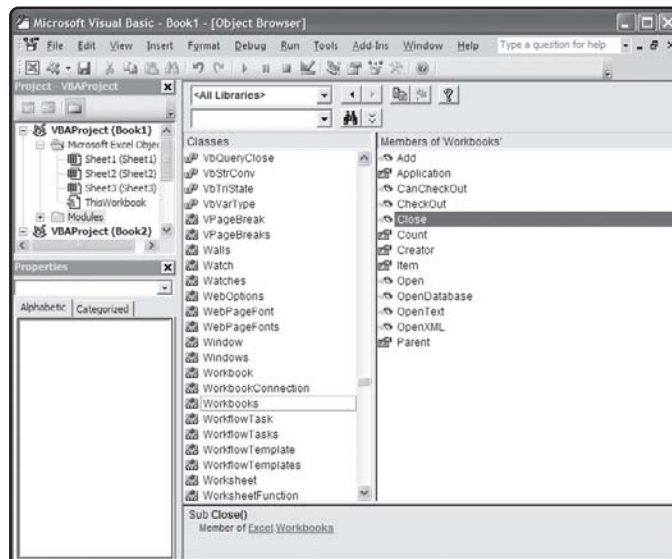 Microsoft Visual Basic - Book1 - [Object Browser]
File Edit View Insert Format Debug Run Tools Add-Ins Window Help Type a question for help
Project - VBAProject
VBAProject (Book1)
Microsoft Excel Objec
Sheet1 (Sheet1)
Sheet2 (Sheet2)
Sheet3 (Sheet3)
ThisWorkbook
Modules
VBAProject (Book2)
Properties
Alphabetic Categorized
<All Libraries>
Classes
VbQueryClose
VbStrConv
VbTriState
VbVarType
VPageBreak
VPageBreaks
Walls
Watch
Watches
WebOptions
WebPageFont
WebPageFonts
Window
Windows
Workbook
WorkbookConnection
Workbooks
WorkflowTask
WorkflowTasks
WorkflowTemplate
WorkflowTemplates
Worksheet
WorksheetFunction
Members of 'Workbooks'
Add
Application
CanCheckOut
CheckOut
Close
Count
Creator
Item
Open
OpenDatabase
OpenText
OpenXML
Parent
Sub Close()
Member of Excel.Workbooks